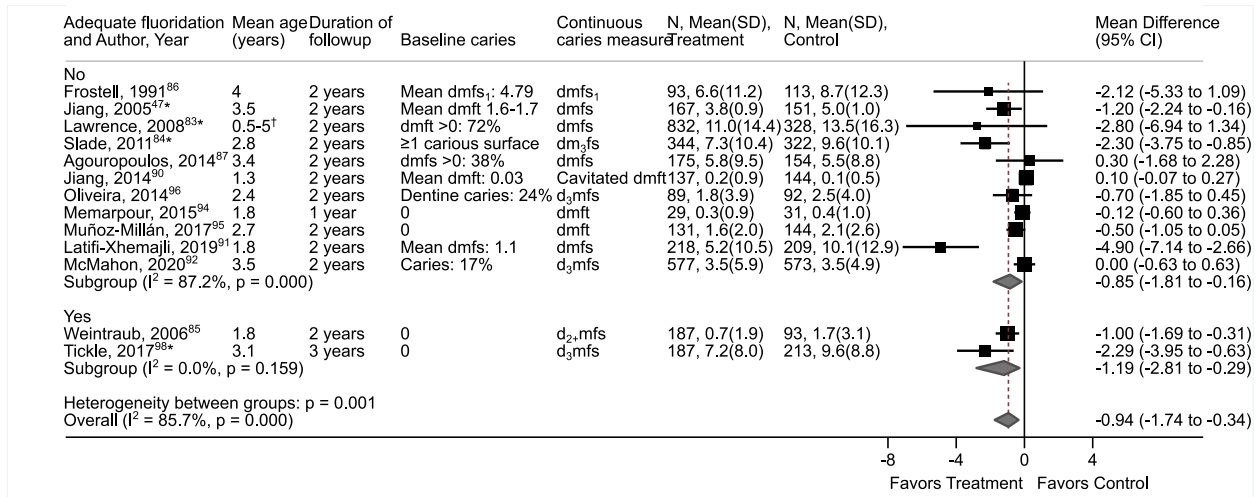 Adequate fluoridation and Author, Year Mean age (years) Duration of followup Baseline caries Continuous caries measure N, Mean(SD), Treatment N, Mean(SD), Control Mean Difference (95% CI)
No
Frostell, 1991⁸⁶ 4 2 years Mean dmfs₁: 4.79 dmfs₁ 93, 6.6(11.2) 113, 8.7(12.3) -2.12 (-5.33 to 1.09)
Jiang, 2005⁴⁷* 3.5 2 years Mean dmft 1.6-1.7 dmfs 167, 3.8(0.9) 151, 5.0(1.0) -1.20 (-2.24 to -0.16)
Lawrence, 2008⁸³* 0.5-5† 2 years dmft >0: 72% dmfs 832, 11.0(14.4) 328, 13.5(16.3) -2.80 (-6.94 to 1.34)
Slade, 2011⁸⁴* 2.8 2 years ≥1 carious surface dm₃fs 344, 7.3(10.4) 322, 9.6(10.1) -2.30 (-3.75 to -0.85)
Agouropoulos, 2014⁸⁷ 3.4 2 years dmfs >0: 38% dmfs 175, 5.8(9.5) 154, 5.5(8.8) 0.30 (-1.68 to 2.28)
Jiang, 2014⁹⁰ 1.3 2 years Mean dmft: 0.03 Cavitated dmft 137, 0.2(0.9) 144, 0.1(0.5) 0.10 (-0.07 to 0.27)
Oliveira, 2014⁹⁶ 2.4 2 years Dentine caries: 24% d₃mfs 89, 1.8(3.9) 92, 2.5(4.0) -0.70 (-1.85 to 0.45)
Memarpour, 2015⁹⁴ 1.8 1 year 0 dmft 29, 0.3(0.9) 31, 0.4(1.0) -0.12 (-0.60 to 0.36)
Muñoz-Millán, 2017⁹⁵ 2.7 2 years 0 dmft 131, 1.6(2.0) 144, 2.1(2.6) -0.50 (-1.05 to 0.05)
Latifi-Xhemajli, 2019⁹¹ 1.8 2 years Mean dmfs: 1.1 dmfs 218, 5.2(10.5) 209, 10.1(12.9) -4.90 (-7.14 to -2.66)
McMahon, 2020⁹² 3.5 2 years Caries: 17% d₃mfs 577, 3.5(5.9) 573, 3.5(4.9) 0.00 (-0.63 to 0.63)
Subgroup (I² = 87.2%, p = 0.000) -0.85 (-1.81 to -0.16)
Yes
Weintraub, 2006⁸⁵ 1.8 2 years 0 d₂₊mfs 187, 0.7(1.9) 93, 1.7(3.1) -1.00 (-1.69 to -0.31)
Tickle, 2017⁹⁸* 3.1 3 years 0 d₃mfs 187, 7.2(8.0) 213, 9.6(8.8) -2.29 (-3.95 to -0.63)
Subgroup (I² = 0.0%, p = 0.159) -1.19 (-2.81 to -0.29)
Heterogeneity between groups: p = 0.001
Overall (I² = 85.7%, p = 0.000) -0.94 (-1.74 to -0.34)
-8 -4 0 4
Favors Treatment Favors Control